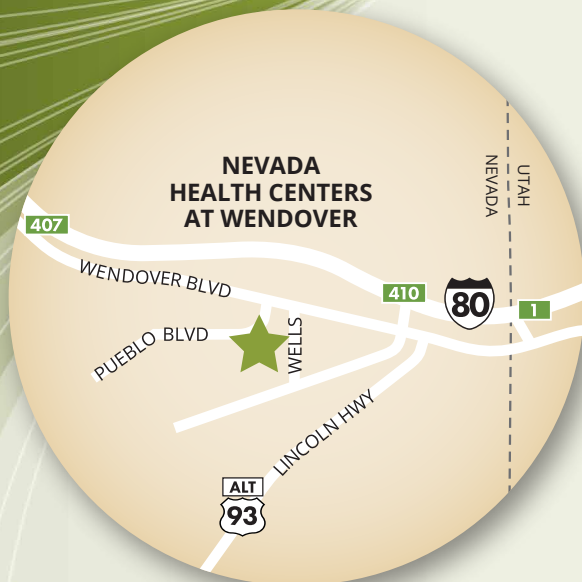 NEVADA
HEALTH CENTERS
AT WENDOVER
NEVADA
UTAH
407
WENDOVER BLVD
410
80
1
PUEBLO BLVD
WELLS
LINCOLN HWY
ALT
93